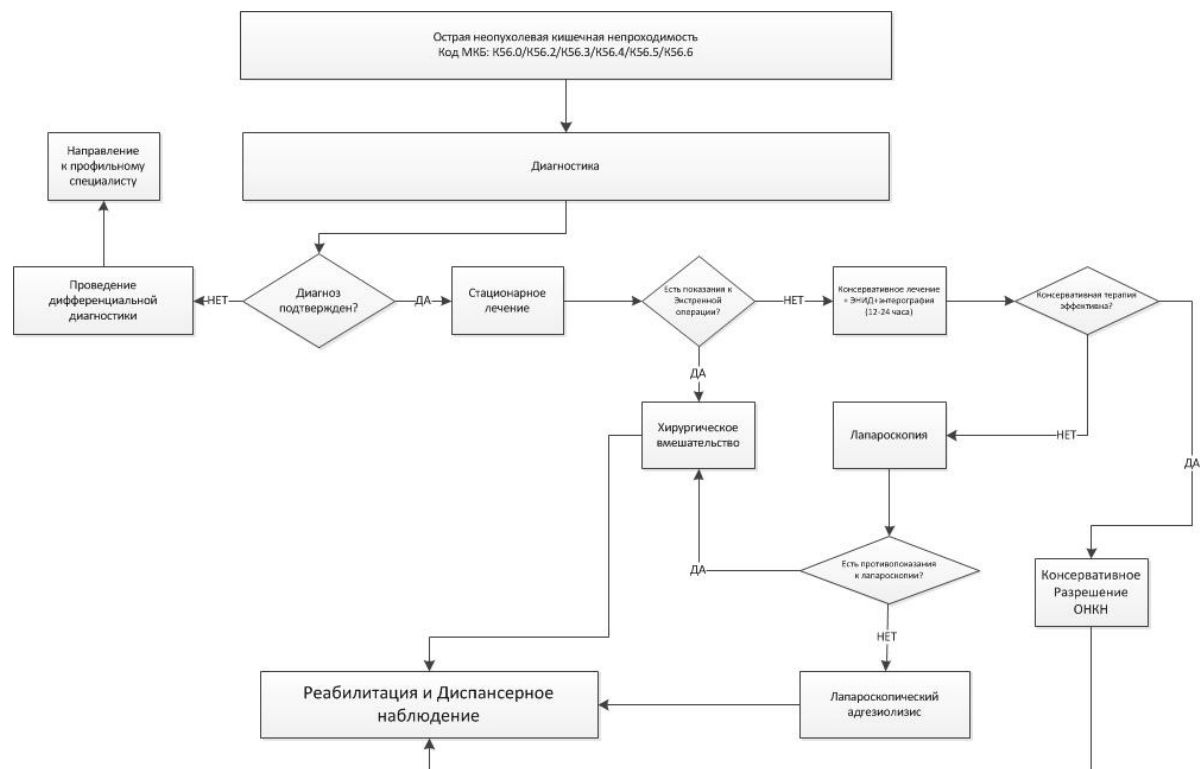 Острая неопухолевая кишечная непроходимость
Код МКБ: К56.0/К56.2/К56.3/К56.4/К56.5/К56.6
Диагностика
Направление
к профильному
специалисту
Проведение
дифференциальной
диагностики
НЕТ
Диагноз
подтвержден?
ДА
Стационарное
лечение
Есть показания к
Экстренной
операции?
НЕТ
Консервативное лечение
+ ЭНИД+энтерография
(12-24 часа)
Консервативная терапия
эффективна?
ДА
Хирургическое
вмешательство
Лапароскопия
НЕТ
ДА
Есть противопоказания
к лапароскопии?
ДА
Консервативное
Разрешение
ОНКН
НЕТ
Реабилитация и Диспансерное
наблюдение
Лапароскопический
адгезиолизис